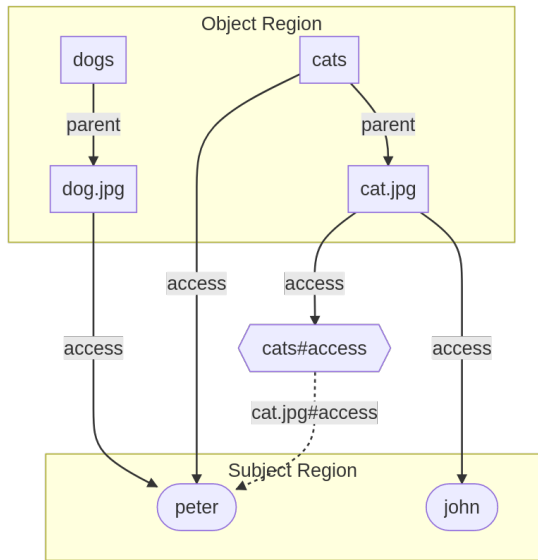 Object Region
dogs
cats
parent
parent
dog.jpg
cat.jpg
access
access
cats#access
access
access
cat.jpg#access
Subject Region
peter
john